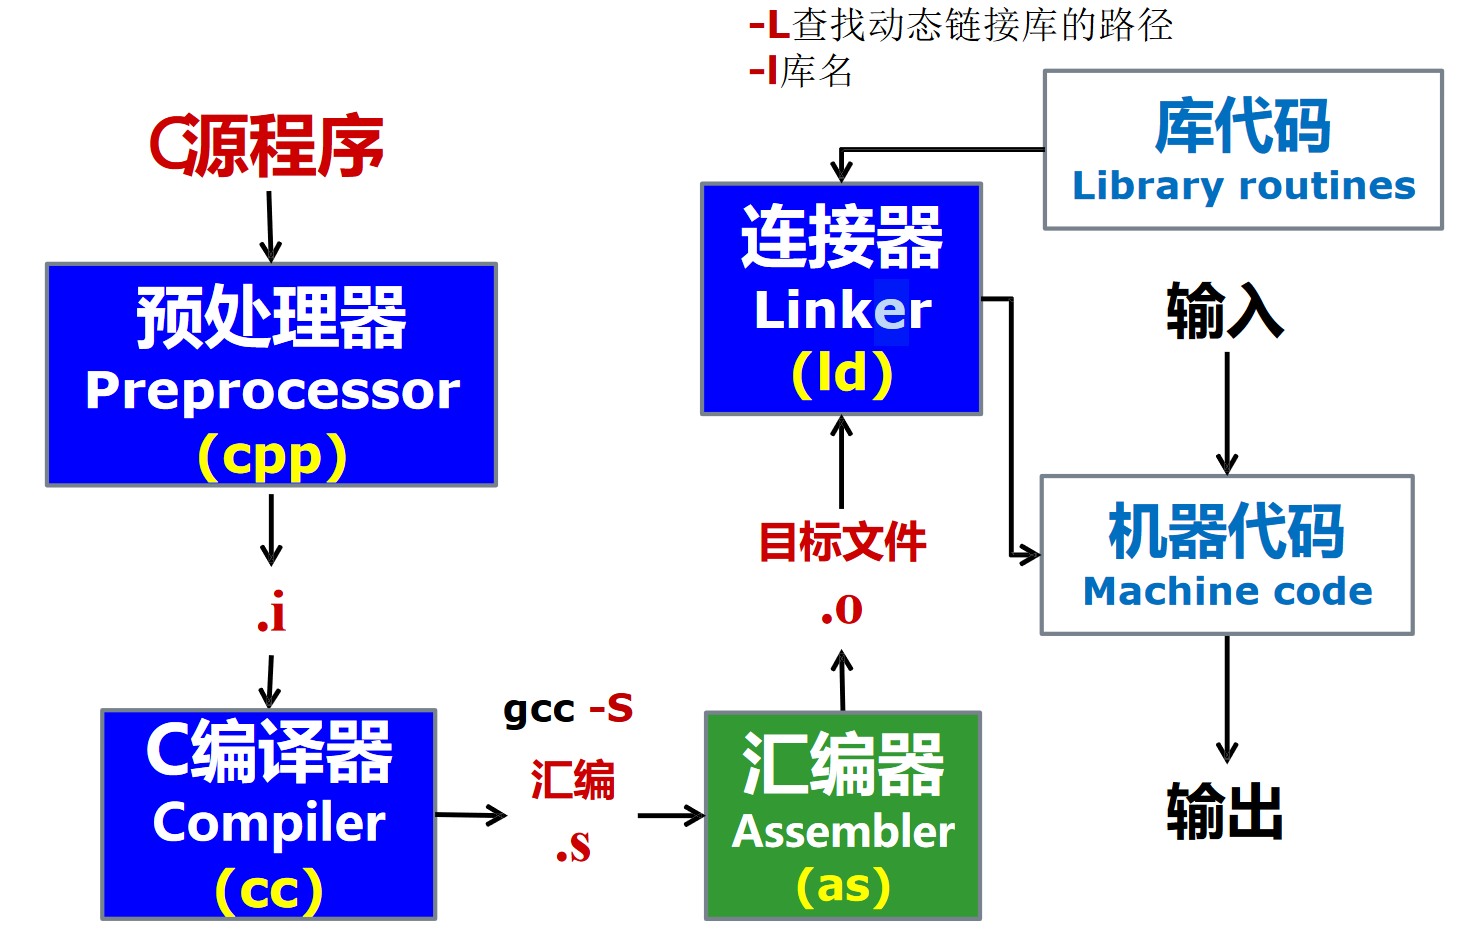 -L查找动态链接库的路径
-l库名
C源程序
预处理器
Preprocessor
(cpp)
.i
C编译器
Compiler
(cc)
gcc -S
汇编
.s
汇编器
Assembler
(as)
目标文件
.o
连接器
Linker
(ld)
库代码
Library routines
输入
机器代码
Machine code
输出